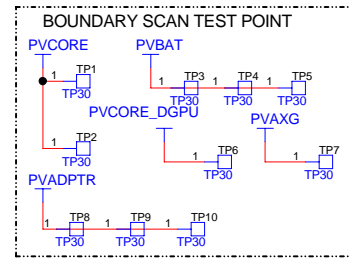 BOUNDARY SCAN TEST POINT
PVCORE PVBAT
1 TP1 1 TP3 1 TP4 1 TP5
TP30 TP30 TP30 TP30
PVCORE_DGPU PVAXG
1 TP2 1 TP6 1 TP7
TP30 TP30 TP30
PVADPTR
1 TP8 1 TP9 1 TP10
TP30 TP30 TP30